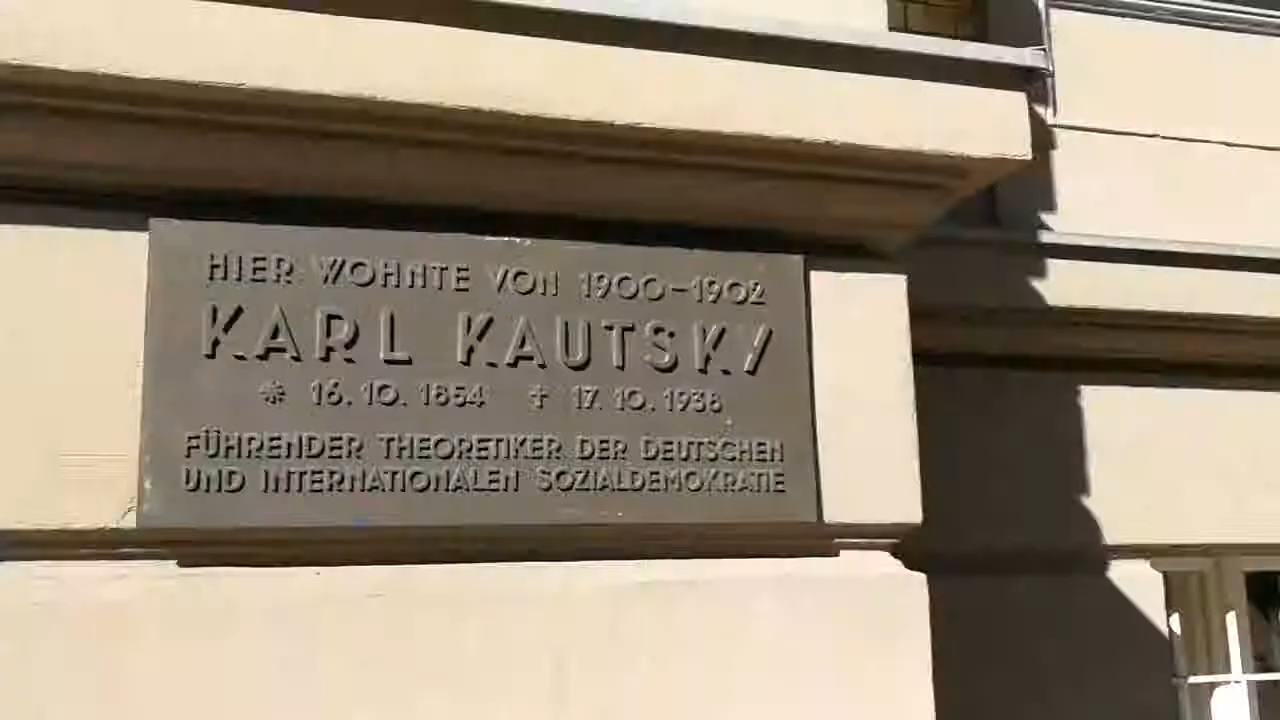 HIER WOHNTE VON 1900-1902
KARL KAUTSKY
* 16.10.1854 ✝ 17.10.1938
FÜHRENDER THEORETIKER DER DEUTSCHEN
UND INTERNATIONALEN SOZIALDEMOKRATIE